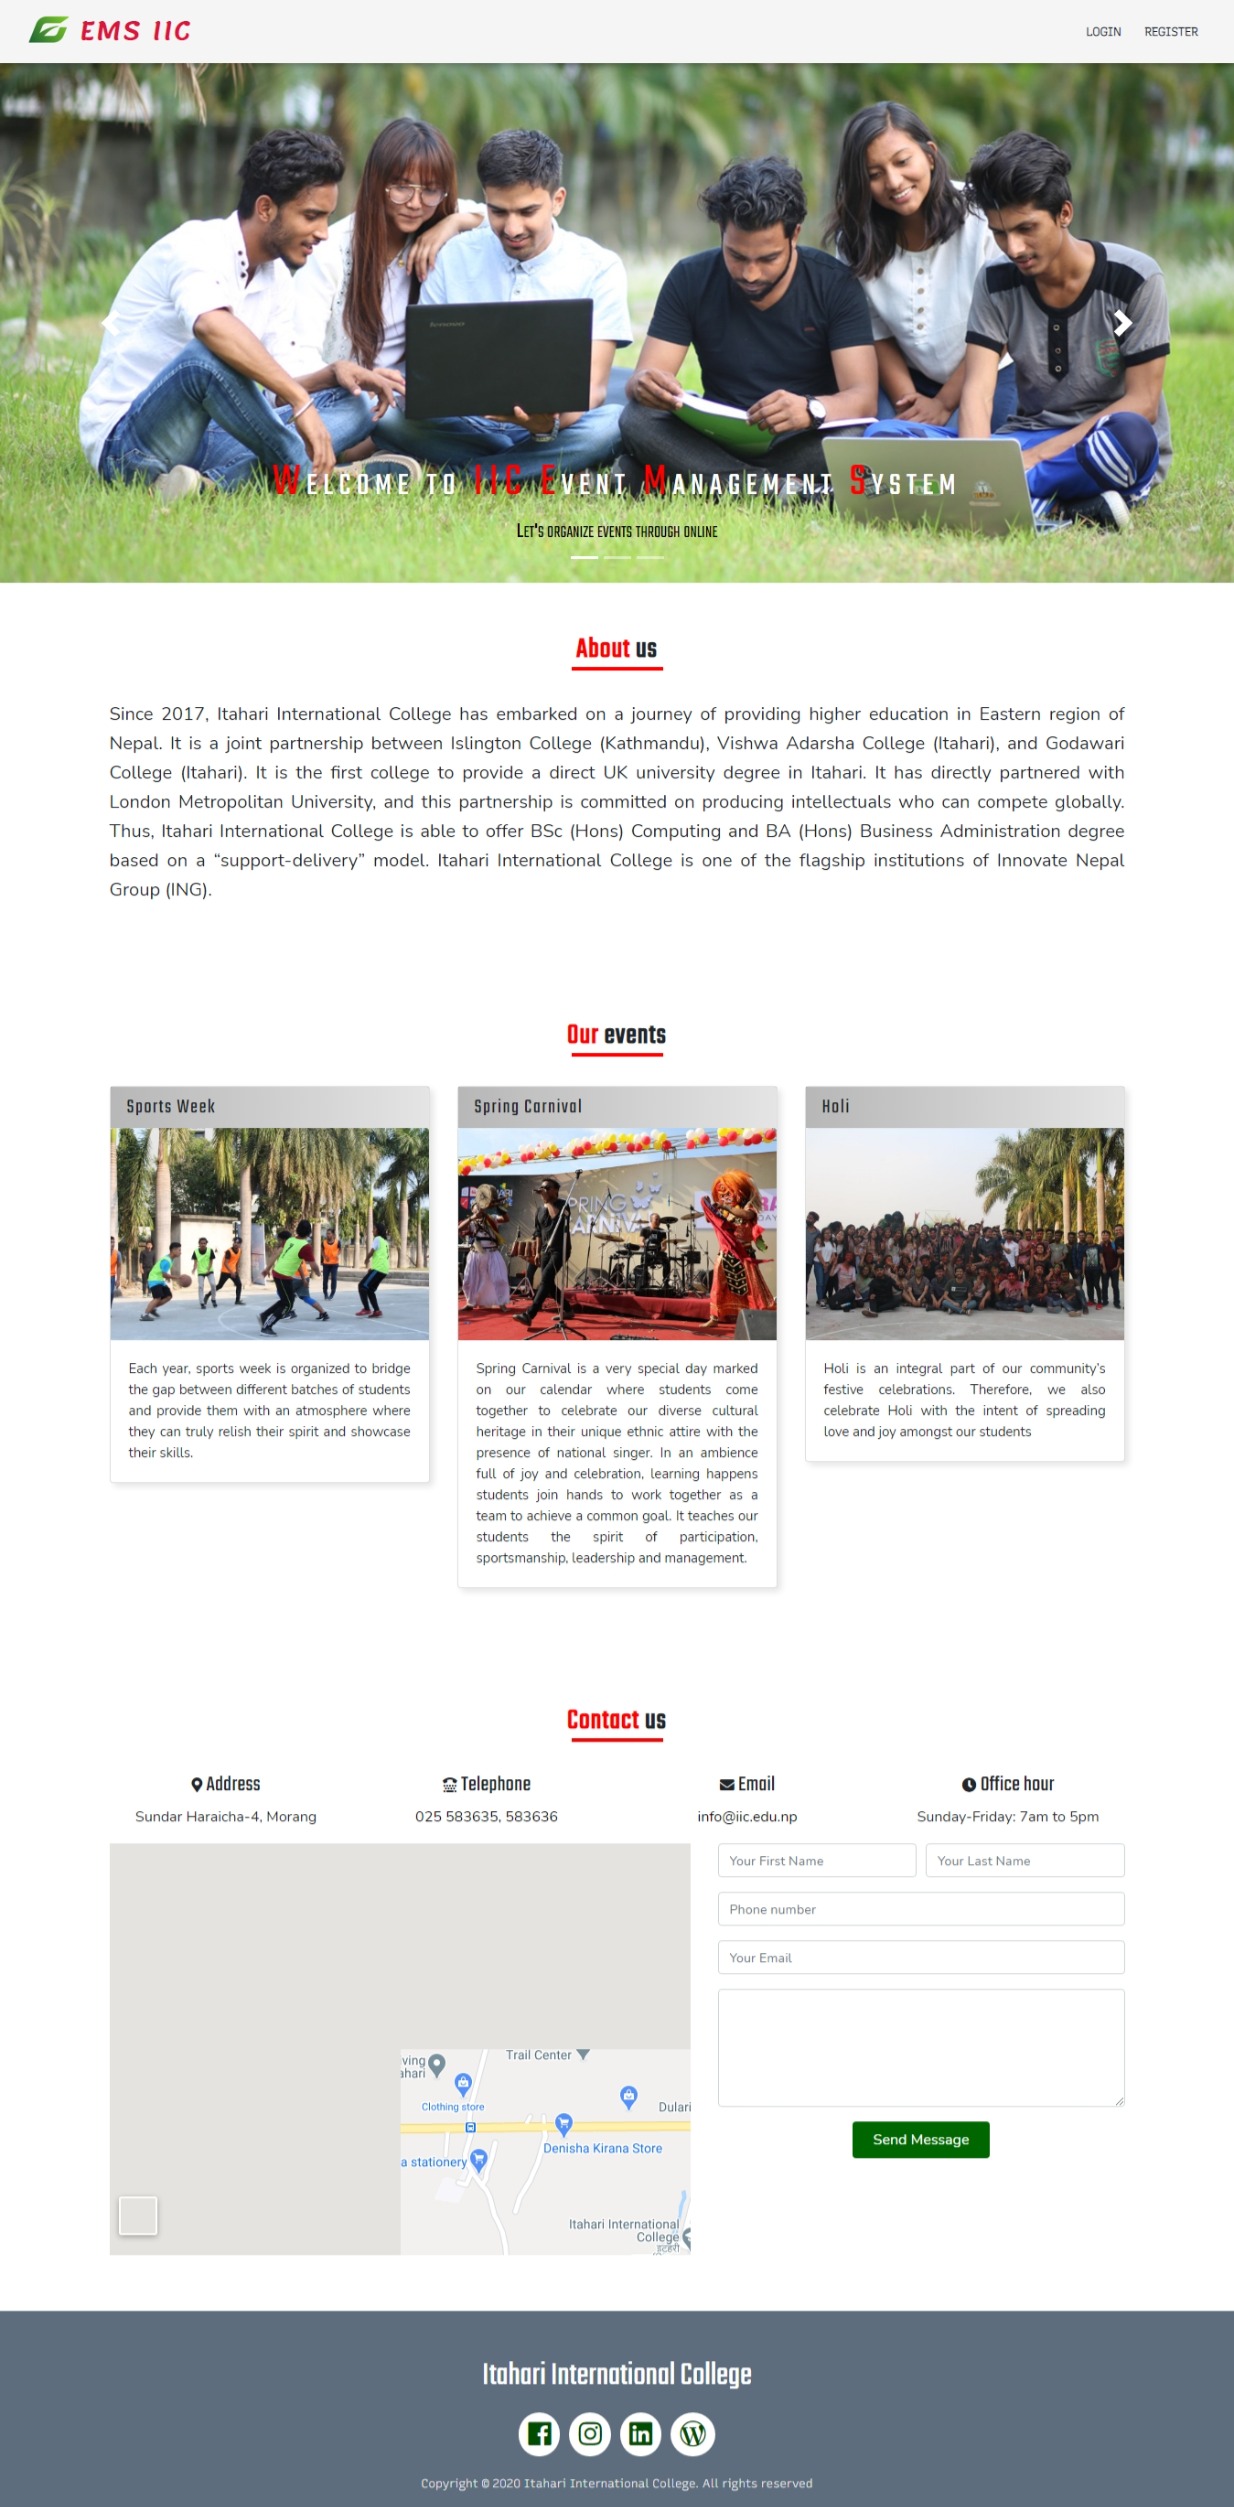 EMS IIC
LOGIN REGISTER
Lenovo
Welcome to IIC Event Management System
Let's organize events through online
About us
Since 2017, Itahari International College has embarked on a journey of providing higher education in Eastern region of
Nepal. It is a joint partnership between Islington College (Kathmandu), Vishwa Adarsha College (Itahari), and Godawari
College (Itahari). It is the first college to provide a direct UK university degree in Itahari. It has directly partnered with
London Metropolitan University, and this partnership is committed on producing intellectuals who can compete globally.
Thus, Itahari International College is able to offer BSc (Hons) Computing and BA (Hons) Business Administration degree
based on a “support-delivery” model. Itahari International College is one of the flagship institutions of Innovate Nepal
Group (ING).
Our events
Sports Week
Each year, sports week is organized to bridge
the gap between different batches of students
and provide them with an atmosphere where
they can truly relish their spirit and showcase
their skills.
Spring Carnival
PRING
ARNIV
Spring Carnival is a very special day marked
on our calendar where students come
together to celebrate our diverse cultural
heritage in their unique ethnic attire with the
presence of national singer. In an ambience
full of joy and celebration, learning happens
students join hands to work together as a
team to achieve a common goal. It teaches our
students the spirit of participation,
sportsmanship, leadership and management.
Holi
Holi is an integral part of our community's
festive celebrations. Therefore, we also
celebrate Holi with the intent of spreading
love and joy amongst our students
Contact us
Address
Sundar Haraicha-4, Morang
Telephone
025 583635, 583636
Email
info@iic.edu.np
Office hour
Sunday-Friday: 7am to 5pm
ving
ahari
Trail Center
Clothing store
Dulari
Denisha Kirana Store
a stationery
Itahari International
College
इटहरी
Your First Name
Your Last Name
Phone number
Your Email
Send Message
Itahari International College
Copyright © 2020 Itahari International College. All rights reserved